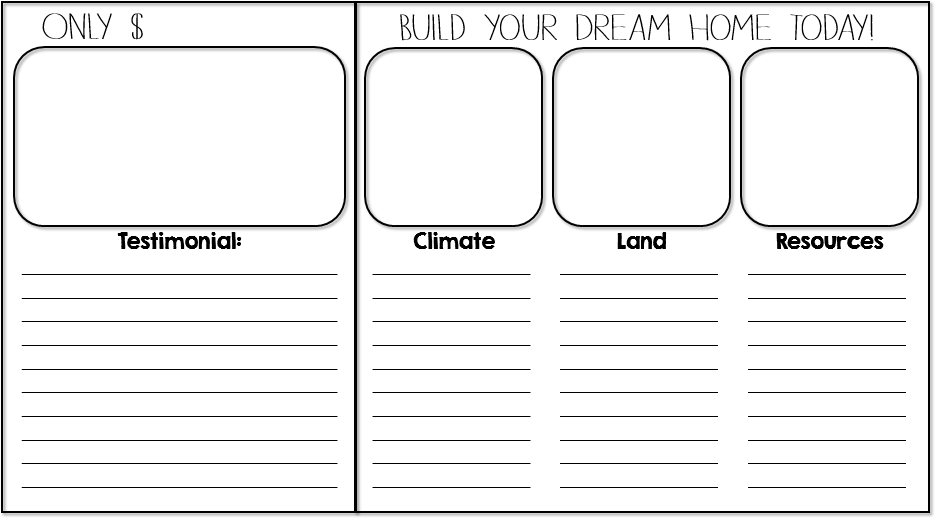 ONLY $
Testimonial:
BUILD YOUR DREAM HOME TODAY!
Climate
Land
Resources